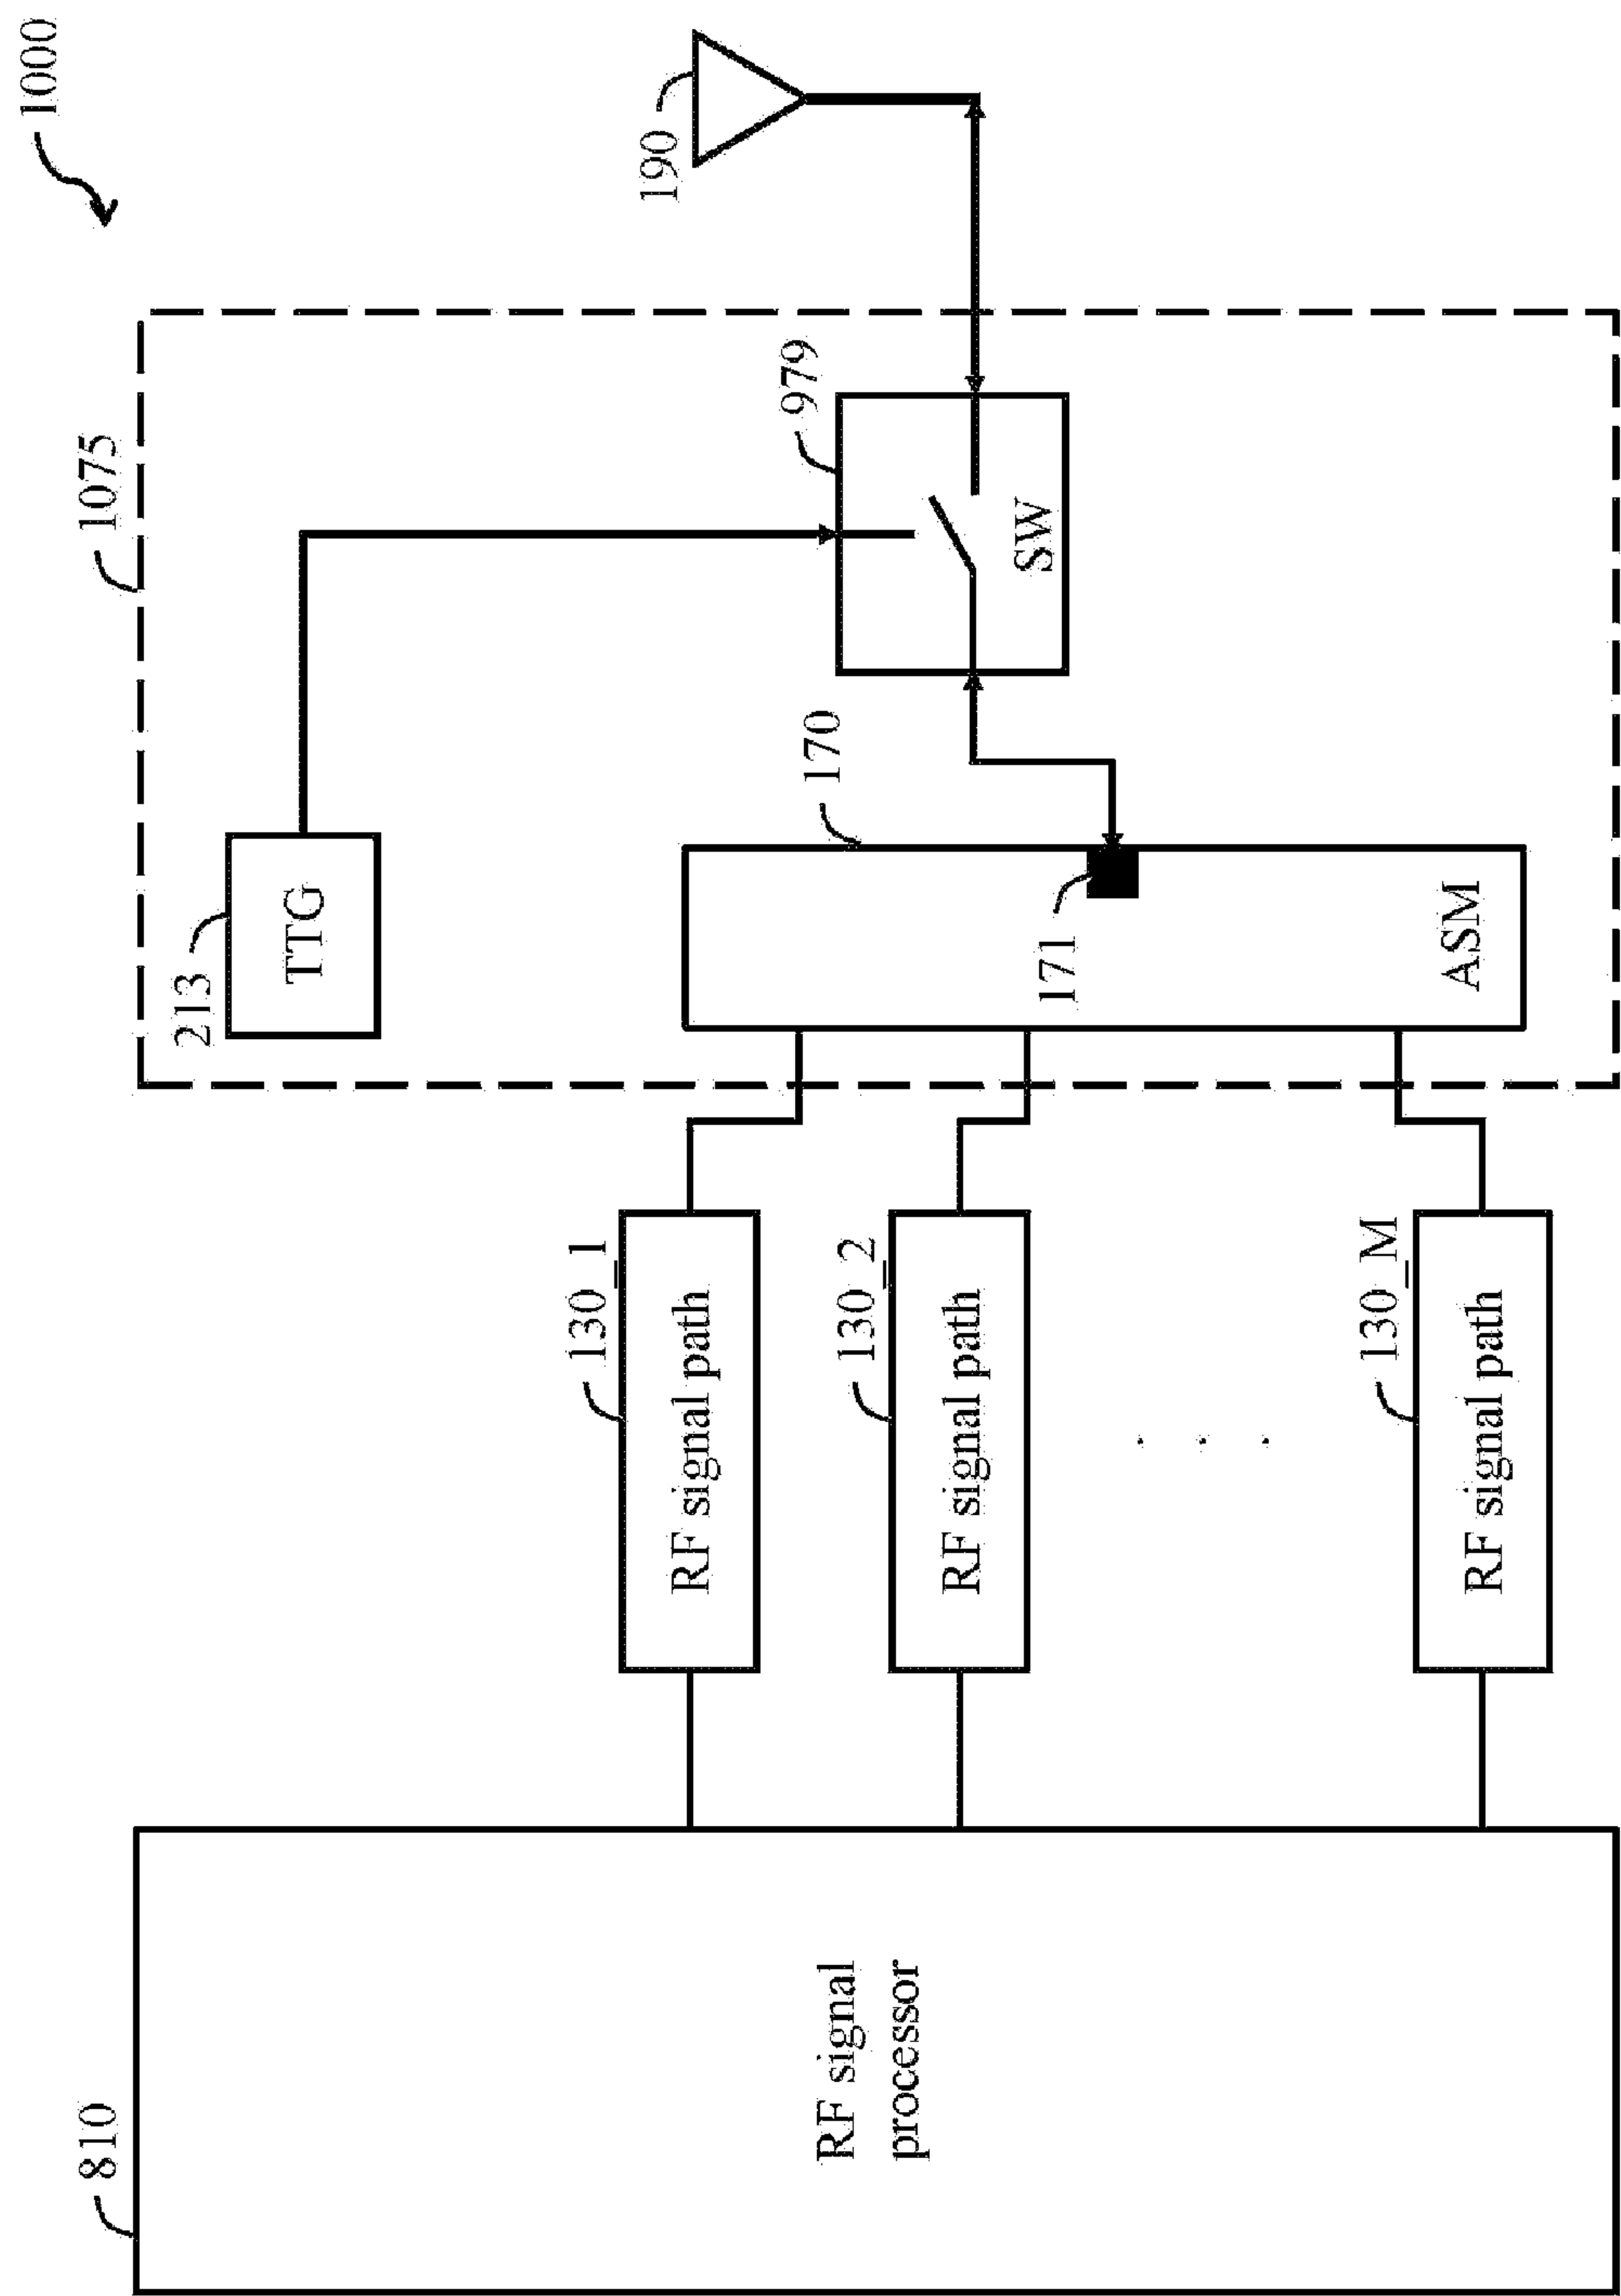 1000
810
1075
213
TTG
190
979
SW
170
171
ASM
130_1
RF signal path
130_2
RF signal path
. . .
130_M
RF signal path
RF signal
processor